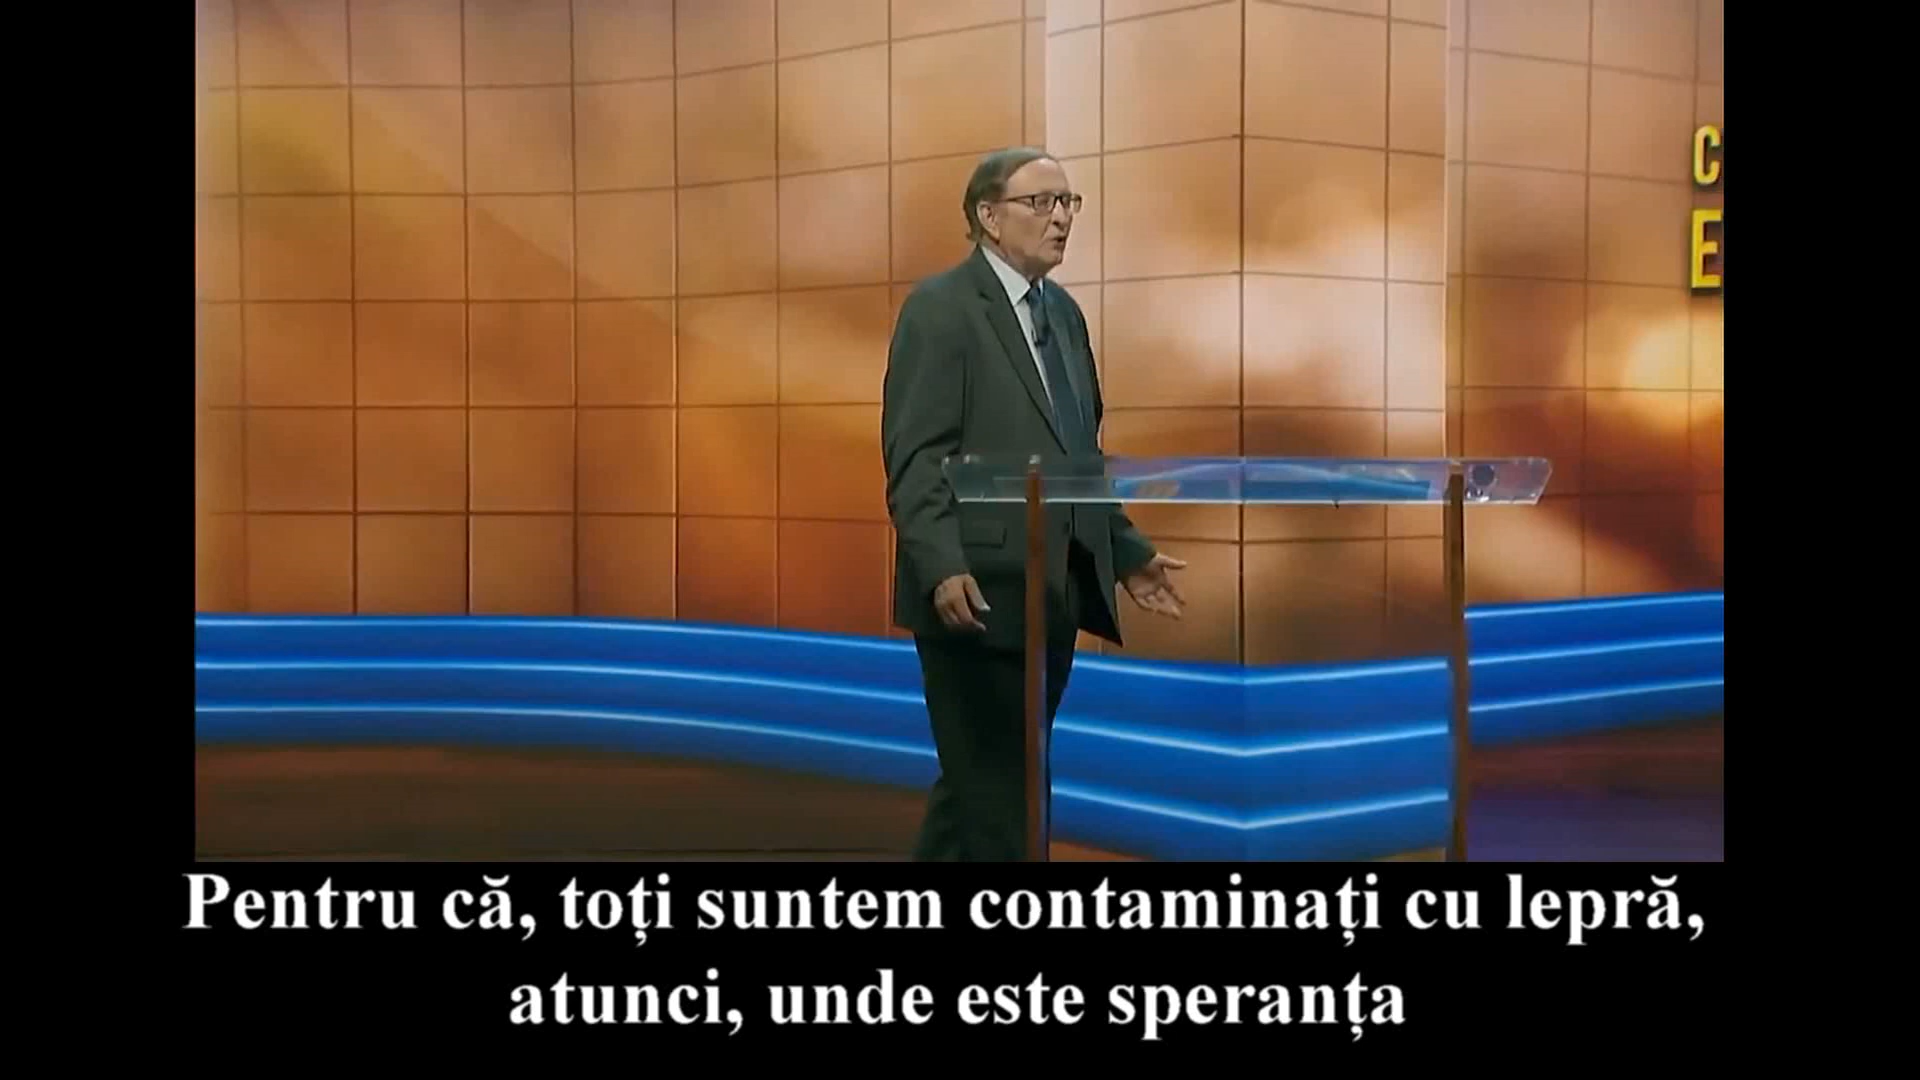 C
E
Pentru că, toți suntem contaminați cu lepră,
atunci, unde este speranța